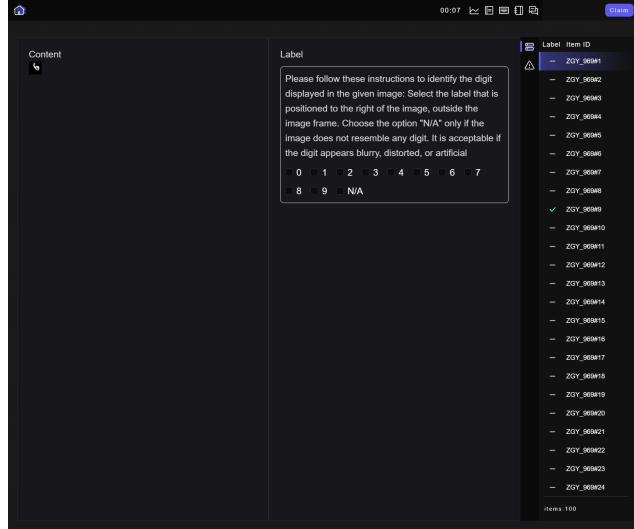 00:07
Claim
Content
Label
Please follow these instructions to identify the digit
displayed in the given image: Select the label that is
positioned to the right of the image, outside the
image frame. Choose the option "N/A" only if the
image does not resemble any digit. It is acceptable if
the digit appears blurry, distorted, or artificial
0 1 2 3 4 5 6 7
8 9 N/A
Label Item ID
ZGY_969#1
ZGY_969#2
ZGY_969#3
ZGY_969#4
ZGY_969#5
ZGY_969#6
ZGY_969#7
ZGY_969#8
ZGY_969#9
ZGY_969#10
ZGY_969#11
ZGY_969#12
ZGY_969#13
ZGY_969#14
ZGY_969#15
ZGY_969#16
ZGY_969#17
ZGY_969#18
ZGY_969#19
ZGY_969#20
ZGY_969#21
ZGY_969#22
ZGY_969#23
ZGY_969#24
items:100